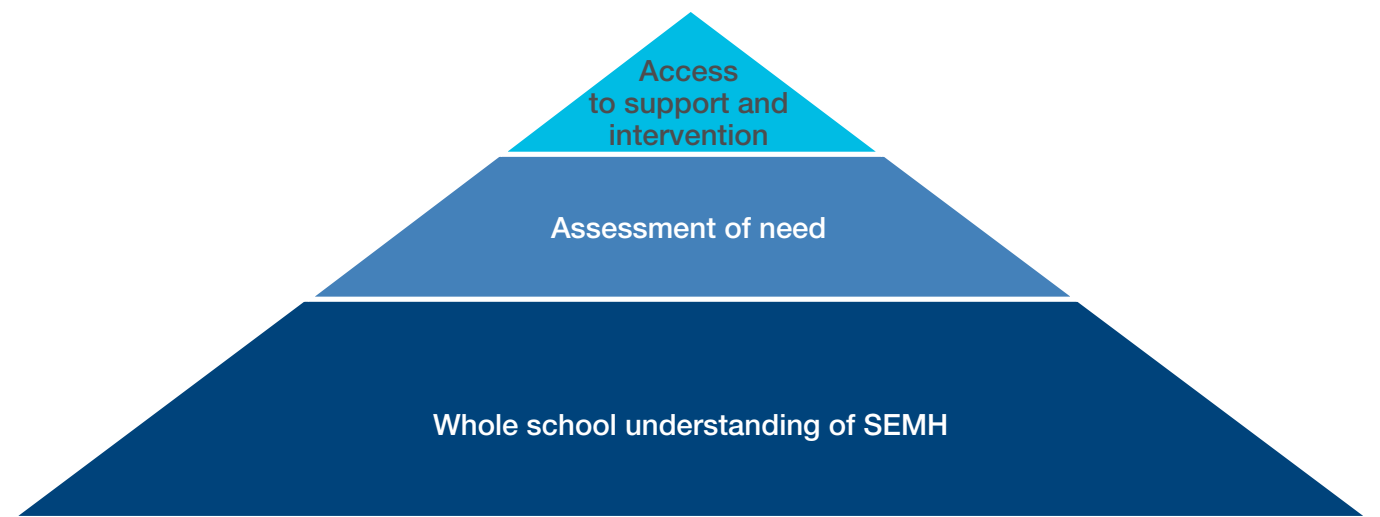 Access
to support and
intervention
Assessment of need
Whole school understanding of SEMH